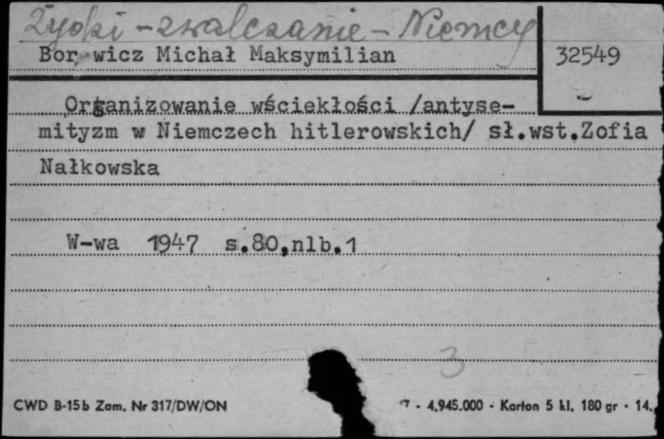 Żydzi - zwalczanie - Niemcy
Borowicz Michał Maksymilian
32549
Organizowanie wściekłości /antyse-
mityzm w Niemczech hitlerowskich/ sł.wst.Zofia
Nałkowska
W-wa 1947 s.80,nlb.1
3
CWD B-15b Zam. Nr 317/DW/ON
- 4.945.000 - Karton 5 kl. 180 gr - 14.